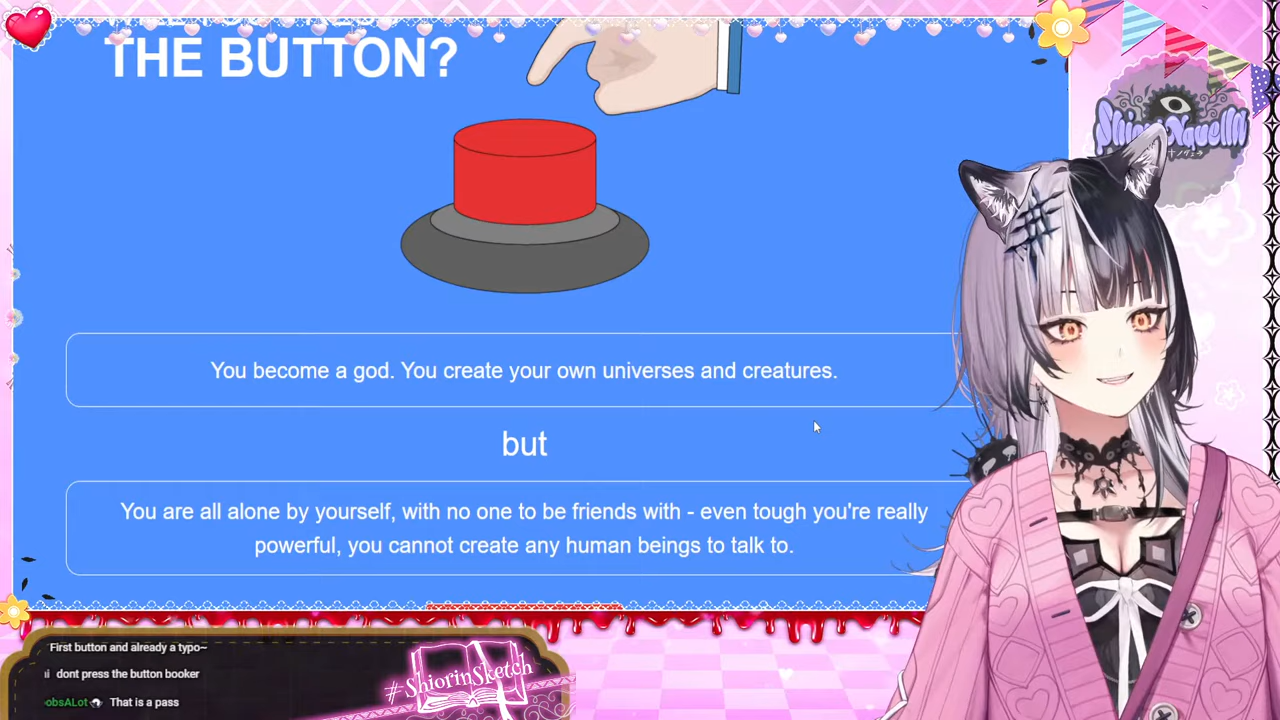 THE BUTTON?
You become a god. You create your own universes and creatures.
but
You are all alone by yourself, with no one to be friends with - even tough you're really
powerful, you cannot create any human beings to talk to.
First button and already a typo~
dont press the button booker
obsALot That is a pass
#ShiorinSketch